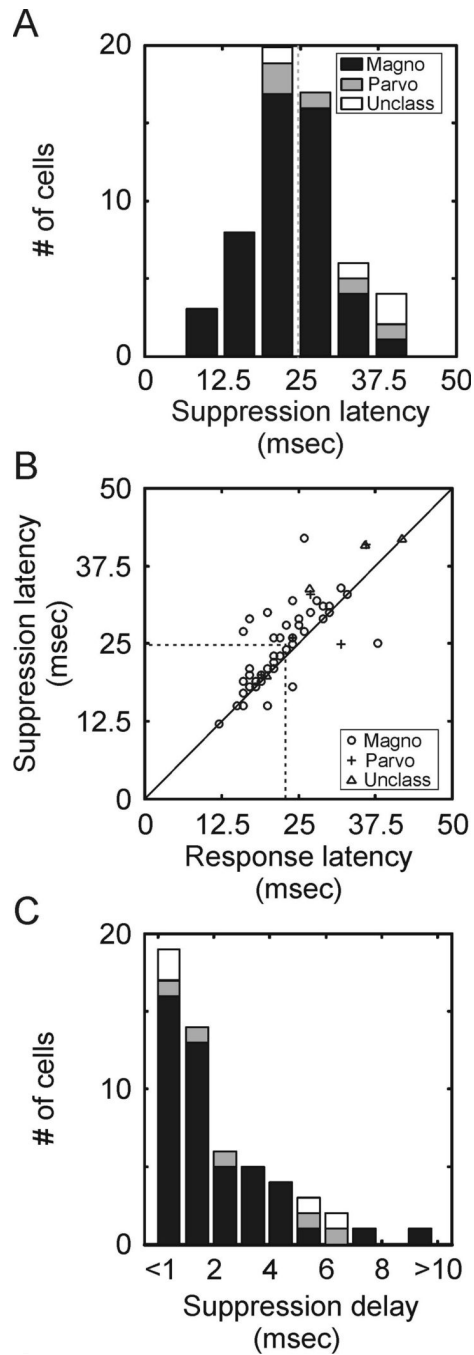 A
20
Magno
Parvo
Unclass
# of cells
10
0
0 12.5 25 37.5 50
Suppression latency
(msec)
B
50
37.5
Suppression latency
(msec)
25
12.5
0
Magno
Parvo
Unclass
0 12.5 25 37.5 50
Response latency
(msec)
C
20
# of cells
10
0
<1 2 4 6 8 >10
Suppression delay
(msec)